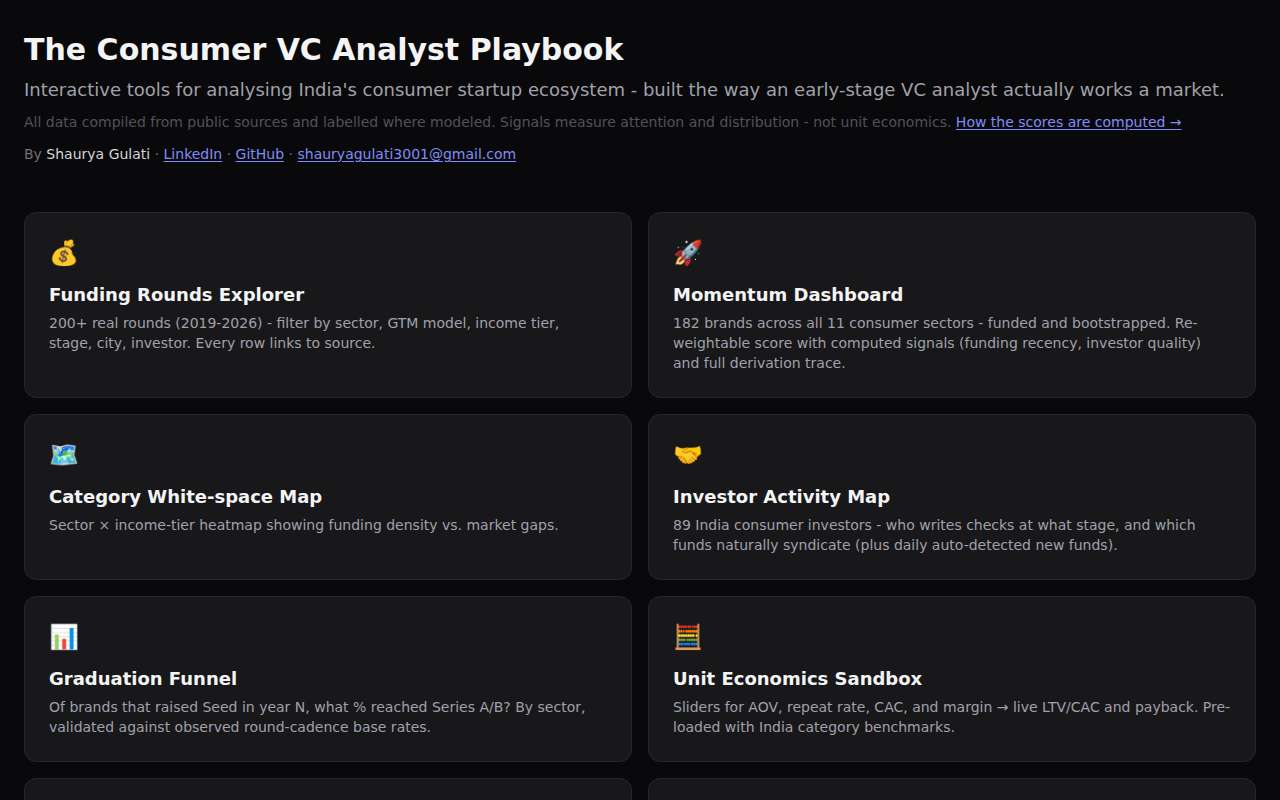 The Consumer VC Analyst Playbook
Interactive tools for analysing India's consumer startup ecosystem - built the way an early-stage VC analyst actually works a market.
All data compiled from public sources and labelled where modeled. Signals measure attention and distribution - not unit economics. How the scores are computed →
By Shaurya Gulati · LinkedIn · GitHub · shauryagulati3001@gmail.com
Funding Rounds Explorer
200+ real rounds (2019-2026) - filter by sector, GTM model, income tier,
stage, city, investor. Every row links to source.
Momentum Dashboard
182 brands across all 11 consumer sectors - funded and bootstrapped. Re-
weightable score with computed signals (funding recency, investor quality)
and full derivation trace.
Category White-space Map
Sector × income-tier heatmap showing funding density vs. market gaps.
Investor Activity Map
89 India consumer investors - who writes checks at what stage, and which
funds naturally syndicate (plus daily auto-detected new funds).
Graduation Funnel
Of brands that raised Seed in year N, what % reached Series A/B? By sector,
validated against observed round-cadence base rates.
Unit Economics Sandbox
Sliders for AOV, repeat rate, CAC, and margin → live LTV/CAC and payback. Pre-
loaded with India category benchmarks.